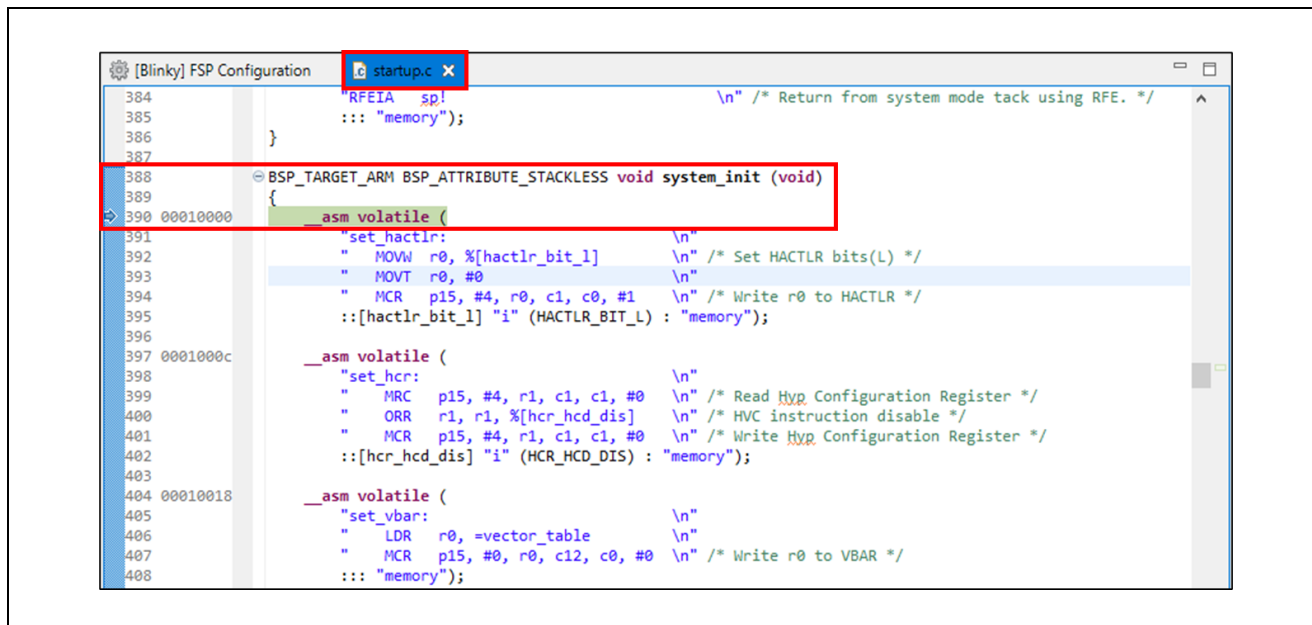 [Blinky] FSP Configuration startup.c
384 "RFEIA sp! \n" /* Return from system mode tack using RFE. */
385 ::: "memory");
386 }
387
388 BSP_TARGET_ARM BSP_ATTRIBUTE_STACKLESS void system_init (void)
389 {
390 00010000 __asm volatile (
391 "set_hactlr: \n"
392 " MOVW r0, %[hactlr_bit_l] \n" /* Set HACTLR bits(L) */
393 " MOVT r0, #0 \n"
394 " MCR p15, #4, r0, c1, c0, #1 \n" /* Write r0 to HACTLR */
395 ::[hactlr_bit_l] "i" (HACTLR_BIT_L) : "memory");
396
397 0001000c __asm volatile (
398 "set_hcr: \n"
399 " MRC p15, #4, r1, c1, c1, #0 \n" /* Read Hyp Configuration Register */
400 " ORR r1, r1, %[hcr_hcd_dis] \n" /* HVC instruction disable */
401 " MCR p15, #4, r1, c1, c1, #0 \n" /* Write Hyp Configuration Register */
402 ::[hcr_hcd_dis] "i" (HCR_HCD_DIS) : "memory");
403
404 00010018 __asm volatile (
405 "set_vbar: \n"
406 " LDR r0, =vector_table \n"
407 " MCR p15, #0, r0, c12, c0, #0 \n" /* Write r0 to VBAR */
408 ::: "memory");